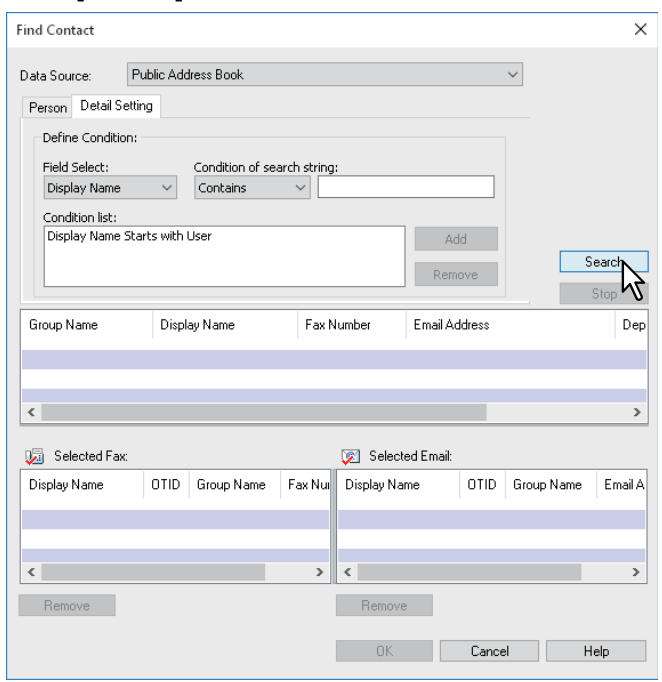 Find Contact
Data Source: Public Address Book
Person Detail Setting
Define Condition:
Field Select: Condition of search string:
Display Name Contains
Condition list:
Display Name Starts with User
Add
Search
Remove
Stop
Group Name Display Name Fax Number Email Address Dep
Selected Fax: Selected Email:
Display Name OTID Group Name Fax Nu Display Name OTID Group Name Email A
Remove Remove
OK Cancel Help